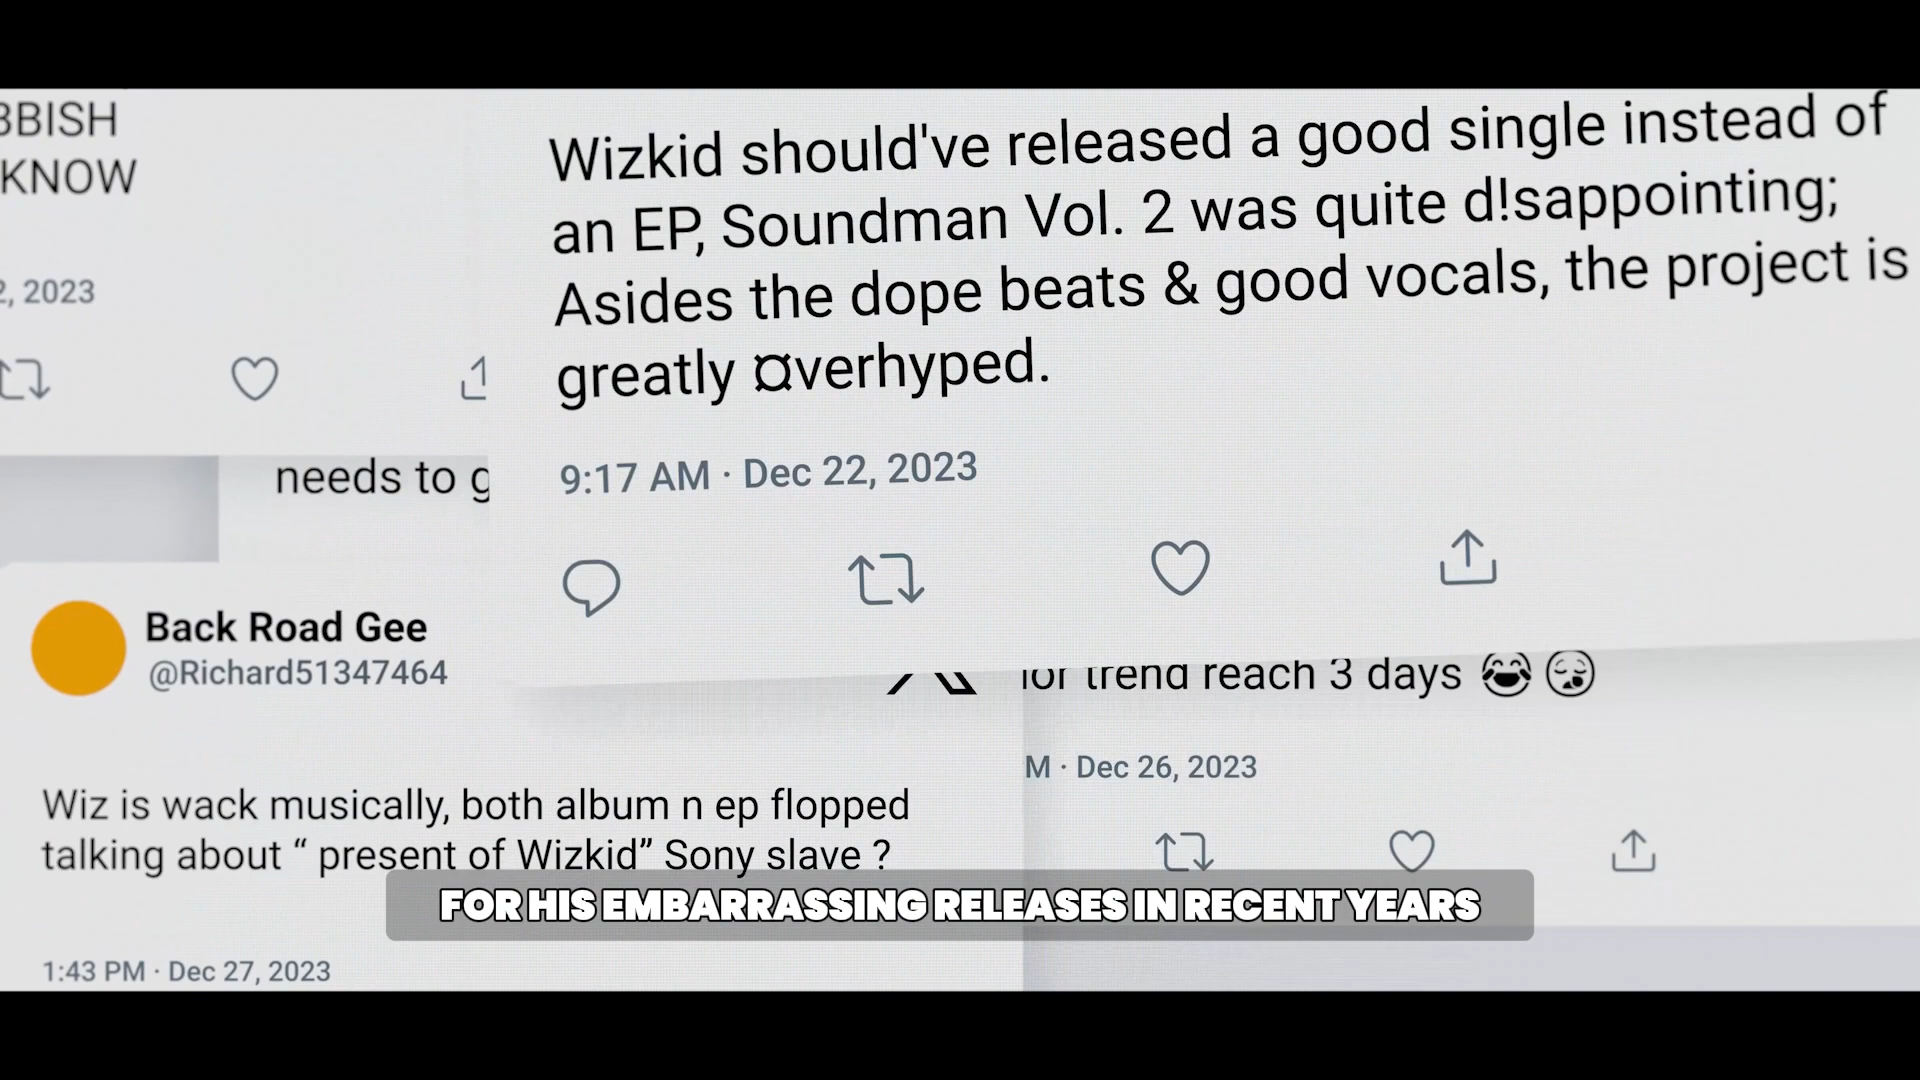 BBISH
KNOW
2, 2023
needs to g
Wizkid should've released a good single instead of
an EP, Soundman Vol. 2 was quite d!sappointing;
Asides the dope beats & good vocals, the project is
greatly ¤verhyped.
9:17 AM · Dec 22, 2023
Back Road Gee
@Richard51347464
Wiz is wack musically, both album n ep flopped
talking about “ present of Wizkid” Sony slave ?
1:43 PM · Dec 27, 2023
for trend reach 3 days 😂 😪
M · Dec 26, 2023
FOR HIS EMBARRASSING RELEASES IN RECENT YEARS